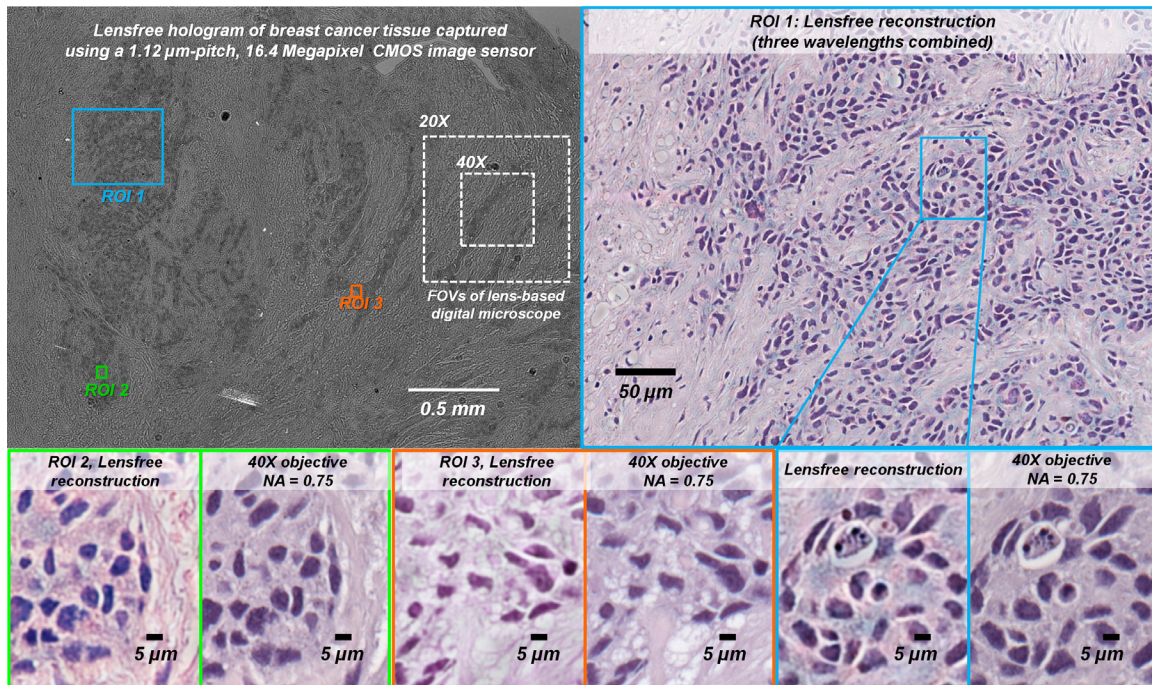 Lensfree hologram of breast cancer tissue captured
using a 1.12 µm-pitch, 16.4 Megapixel CMOS image sensor
ROI 1
20X
40X
FOVs of lens-based
digital microscope
ROI 3
ROI 2
0.5 mm
ROI 1: Lensfree reconstruction
(three wavelengths combined)
50 µm
ROI 2, Lensfree
reconstruction
5 µm
40X objective
NA = 0.75
5 µm
ROI 3, Lensfree
reconstruction
5 µm
40X objective
NA = 0.75
5 µm
Lensfree reconstruction
5 µm
40X objective
NA = 0.75
5 µm